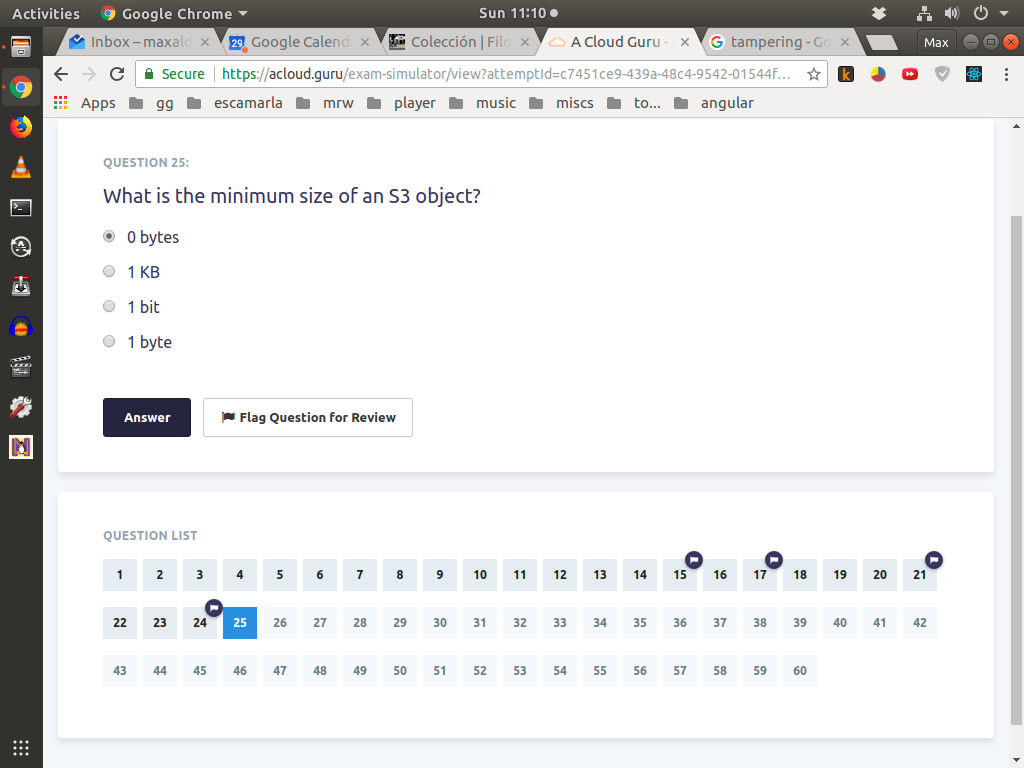 Activities Google Chrome Sun 11:10
Inbox – maxald Google Calend Colección | Filo A Cloud Guru - tampering - Go Max
Secure https://acloud.guru/exam-simulator/view?attemptId=c7451ce9-439a-48c4-9542-01544f...
Apps gg escamarla mrw player music miscs to... angular
QUESTION 25:
What is the minimum size of an S3 object?
0 bytes
1 KB
1 bit
1 byte
Answer Flag Question for Review
QUESTION LIST
1 2 3 4 5 6 7 8 9 10 11 12 13 14 15 16 17 18 19 20 21
22 23 24 25 26 27 28 29 30 31 32 33 34 35 36 37 38 39 40 41 42
43 44 45 46 47 48 49 50 51 52 53 54 55 56 57 58 59 60